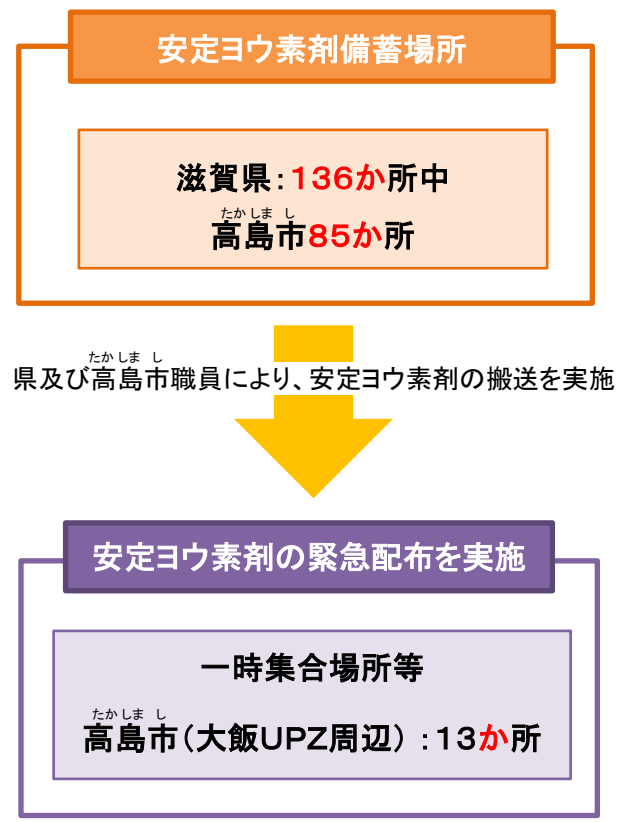 安定ヨウ素剤備蓄場所
滋賀県：１３６か所中
たかしま し
高島市８５か所
たかしま し
県及び高島市職員により、安定ヨウ素剤の搬送を実施
安定ヨウ素剤の緊急配布を実施
一時集合場所等
たかしま し
高島市（大飯ＵＰＺ周辺）：１３か所